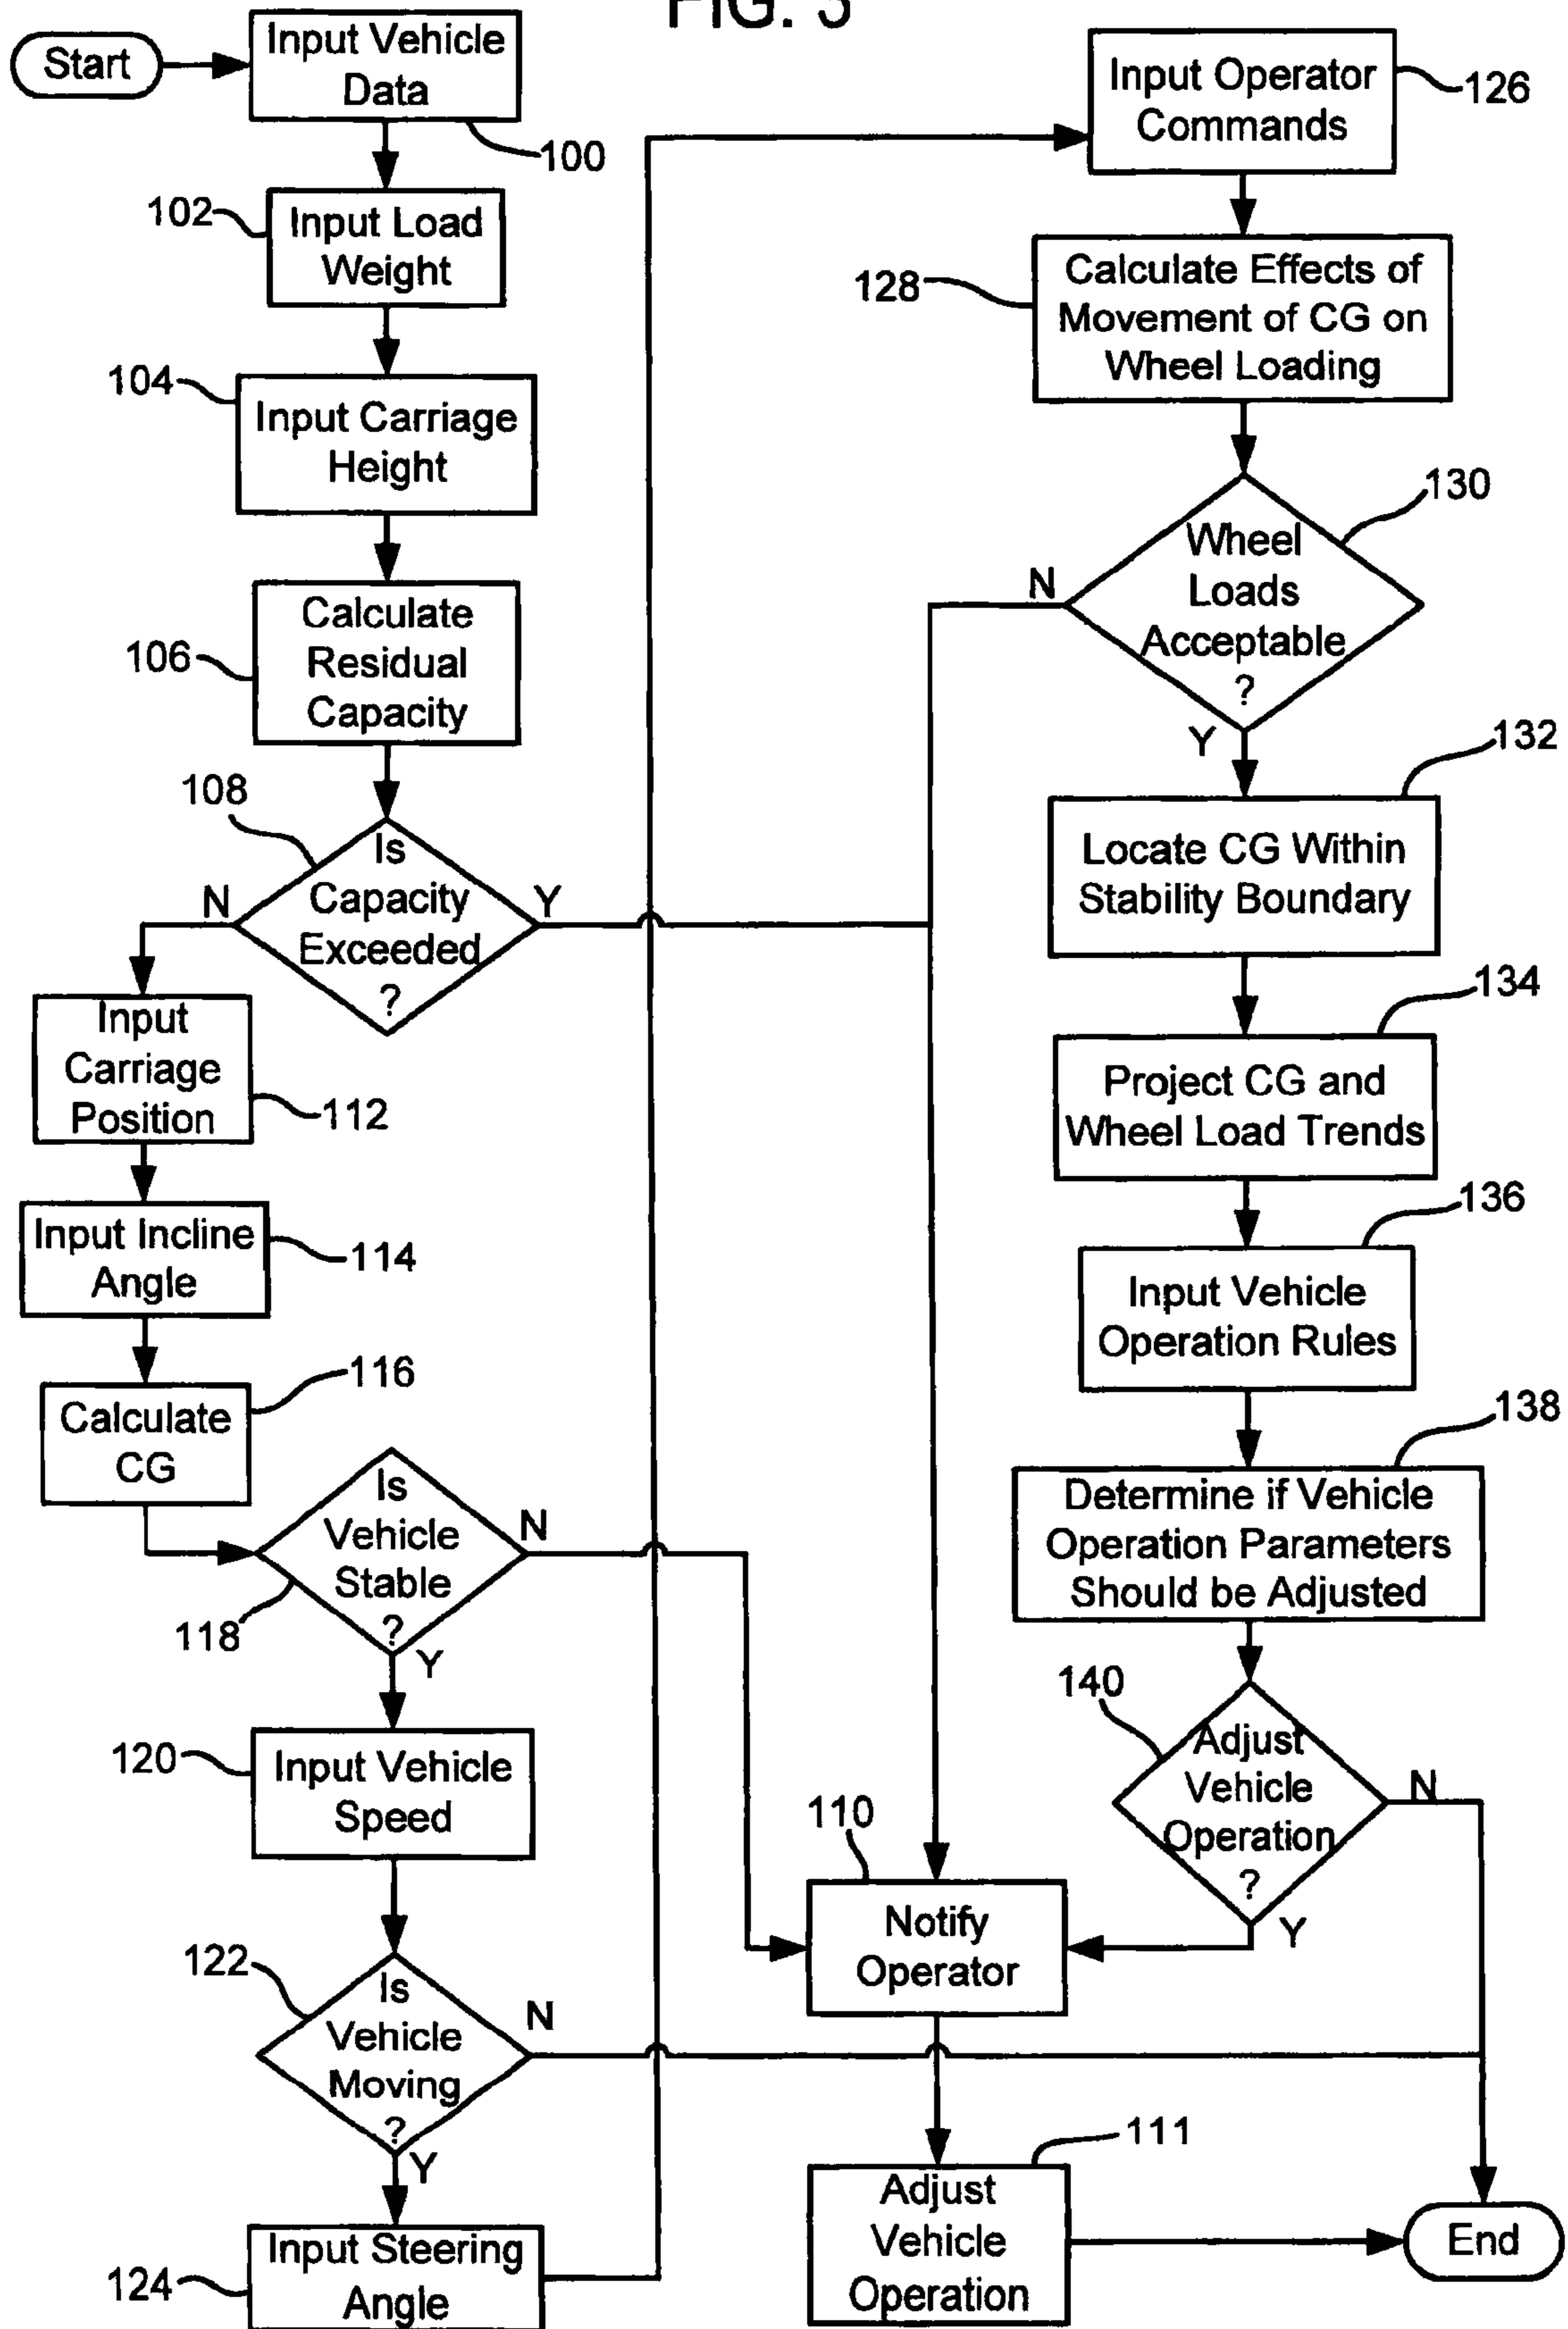 FIG.
Start
Input Vehicle
Data
100
102
Input Load
Weight
104
Input Carriage
Height
106
Calculate
Residual
Capacity
108
Is
Capacity
Exceeded
?
N
Y
Input
Carriage
Position
112
Input Incline
Angle
114
Calculate
CG
116
Is
Vehicle
Stable
?
N
118
Y
120
Input Vehicle
Speed
122
Is
Vehicle
Moving
?
N
Y
124
Input Steering
Angle
Input Operator
Commands
126
128
Calculate Effects of
Movement of CG on
Wheel Loading
130
Wheel
Loads
Acceptable
?
N
Y
132
Locate CG Within
Stability Boundary
134
Project CG and
Wheel Load Trends
136
Input Vehicle
Operation Rules
138
Determine if Vehicle
Operation Parameters
Should be Adjusted
140
Adjust
Vehicle
Operation
?
N
Y
110
Notify
Operator
111
Adjust
Vehicle
Operation
End